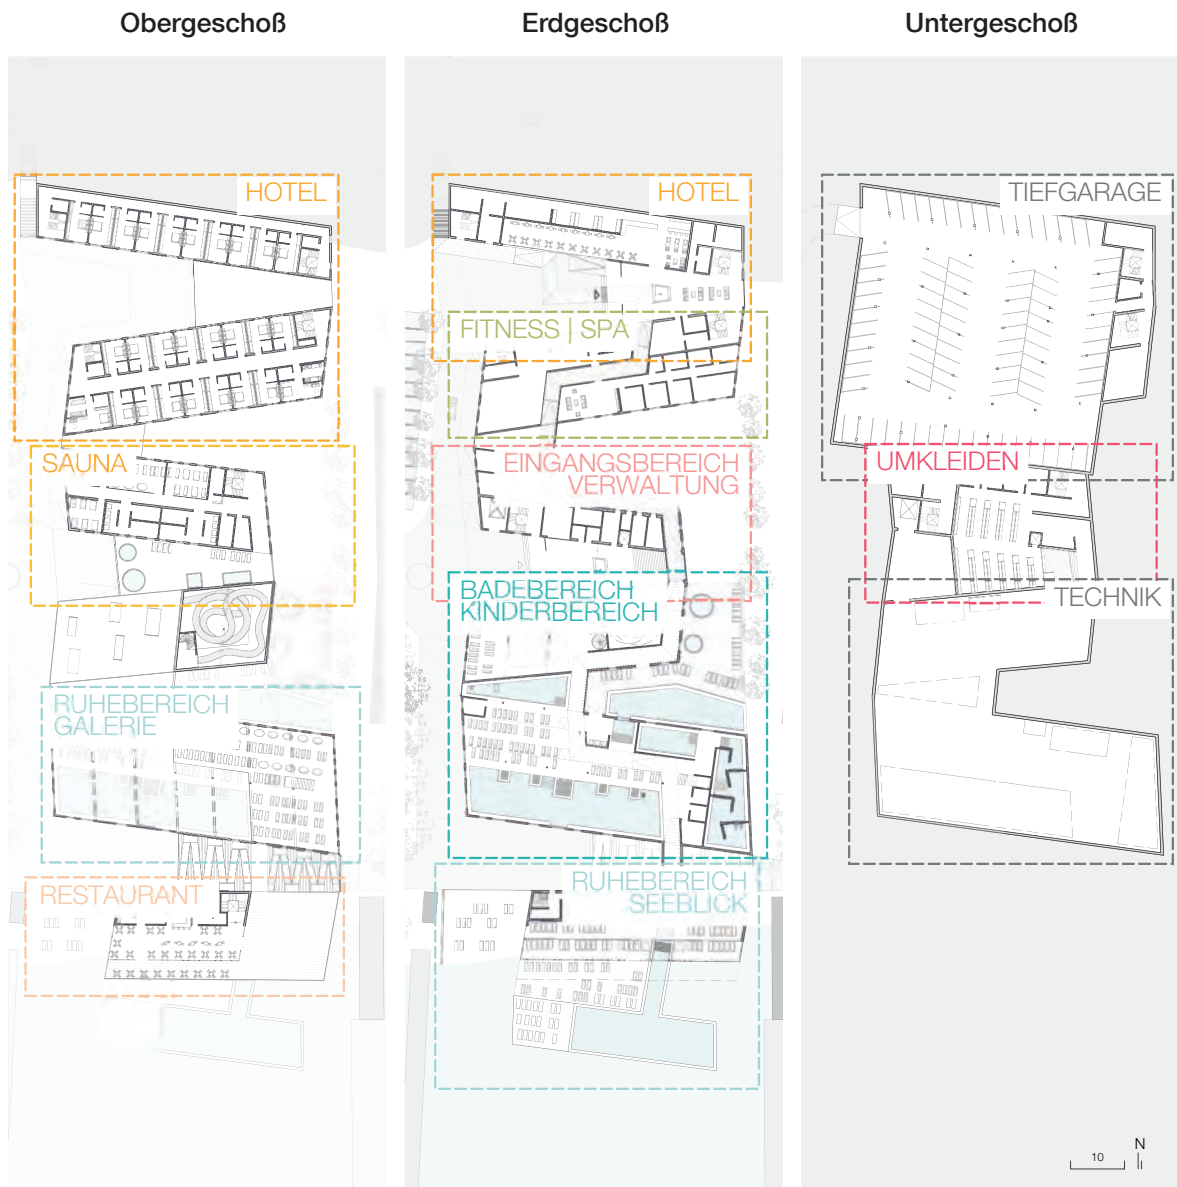 Obergeschoß
Erdgeschoß
Untergeschoß
HOTEL
SAUNA
RUHEBEREICH
GALERIE
RESTAURANT
HOTEL
FITNESS | SPA
EINGANGSBEREICH
VERWALTUNG
BADEBEREICH
KINDERBEREICH
RUHEBEREICH
SEEBLICK
TIEFGARAGE
UMKLEIDEN
TECHNIK
10
N